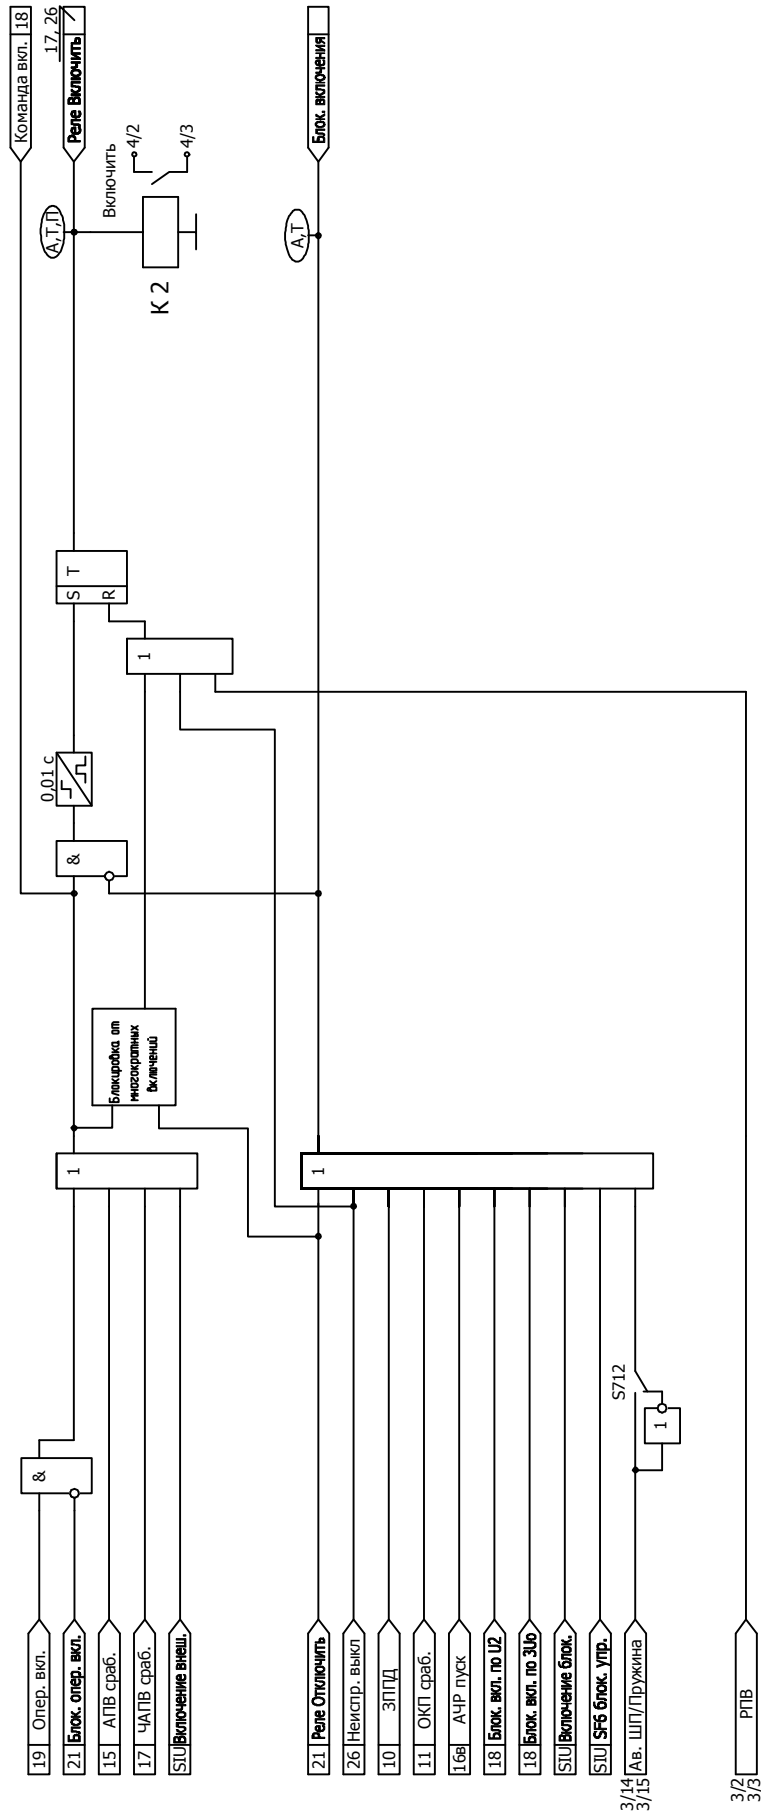 Команда вкл. 18
17, 26
Реле Включить
Блок. включения
А,Т,П
А,Т
Включить
4/2
4/3
К 2
S T
R
1
0,01 с
&
Блокировка от
многократных
включений
1
1
&
S712
1
19 Опер. вкл.
21 Блок. опер. вкл.
15 АПВ сраб.
17 ЧАПВ сраб.
SIU Включение внеш.
21 Реле Отключить
26 Неиспр. выкл
10 ЗППД
11 ОКП сраб.
16в АЧР пуск
18 Блок. вкл. по U2
18 Блок. вкл. по 3Uo
SIU Включение блок.
SIU SF6 блок. упр.
3/14
3/15
Ав. ШП/Пружина
3/2
3/3
РПВ